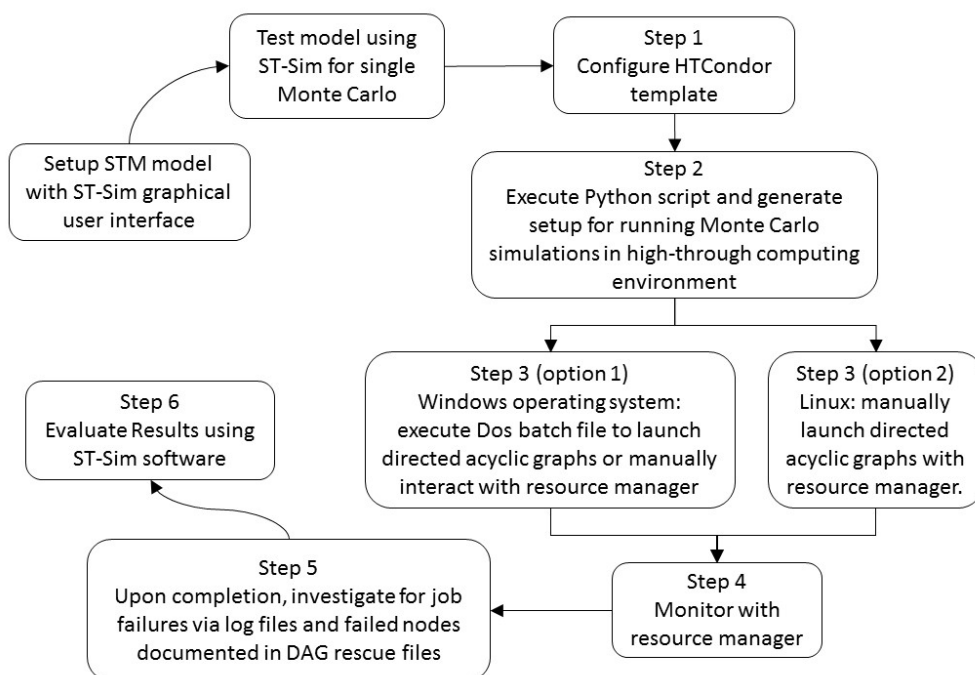 Setup STM model
with ST-Sim graphical
user interface
Test model using
ST-Sim for single
Monte Carlo
Step 1
Configure HTCondor
template
Step 2
Execute Python script and generate
setup for running Monte Carlo
simulations in high-through computing
environment
Step 3 (option 1)
Windows operating system:
execute Dos batch file to launch
directed acyclic graphs or manually
interact with resource manager
Step 3 (option 2)
Linux: manually
launch directed
acyclic graphs with
resource manager.
Step 4
Monitor with
resource manager
Step 5
Upon completion, investigate for job
failures via log files and failed nodes
documented in DAG rescue files
Step 6
Evaluate Results using
ST-Sim software